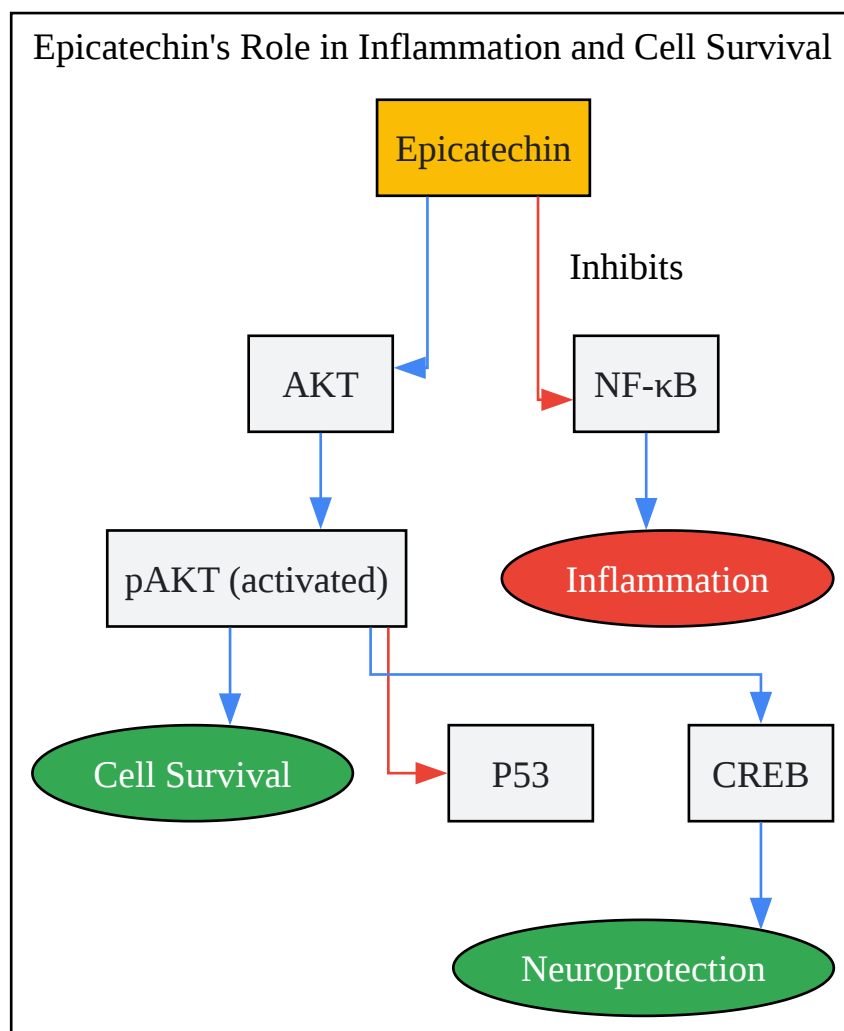 Epicatechin's Role in Inflammation and Cell Survival
Epicatechin
Inhibits
AKT
NF-κB
pAKT (activated)
Inflammation
Cell Survival
P53
CREB
Neuroprotection